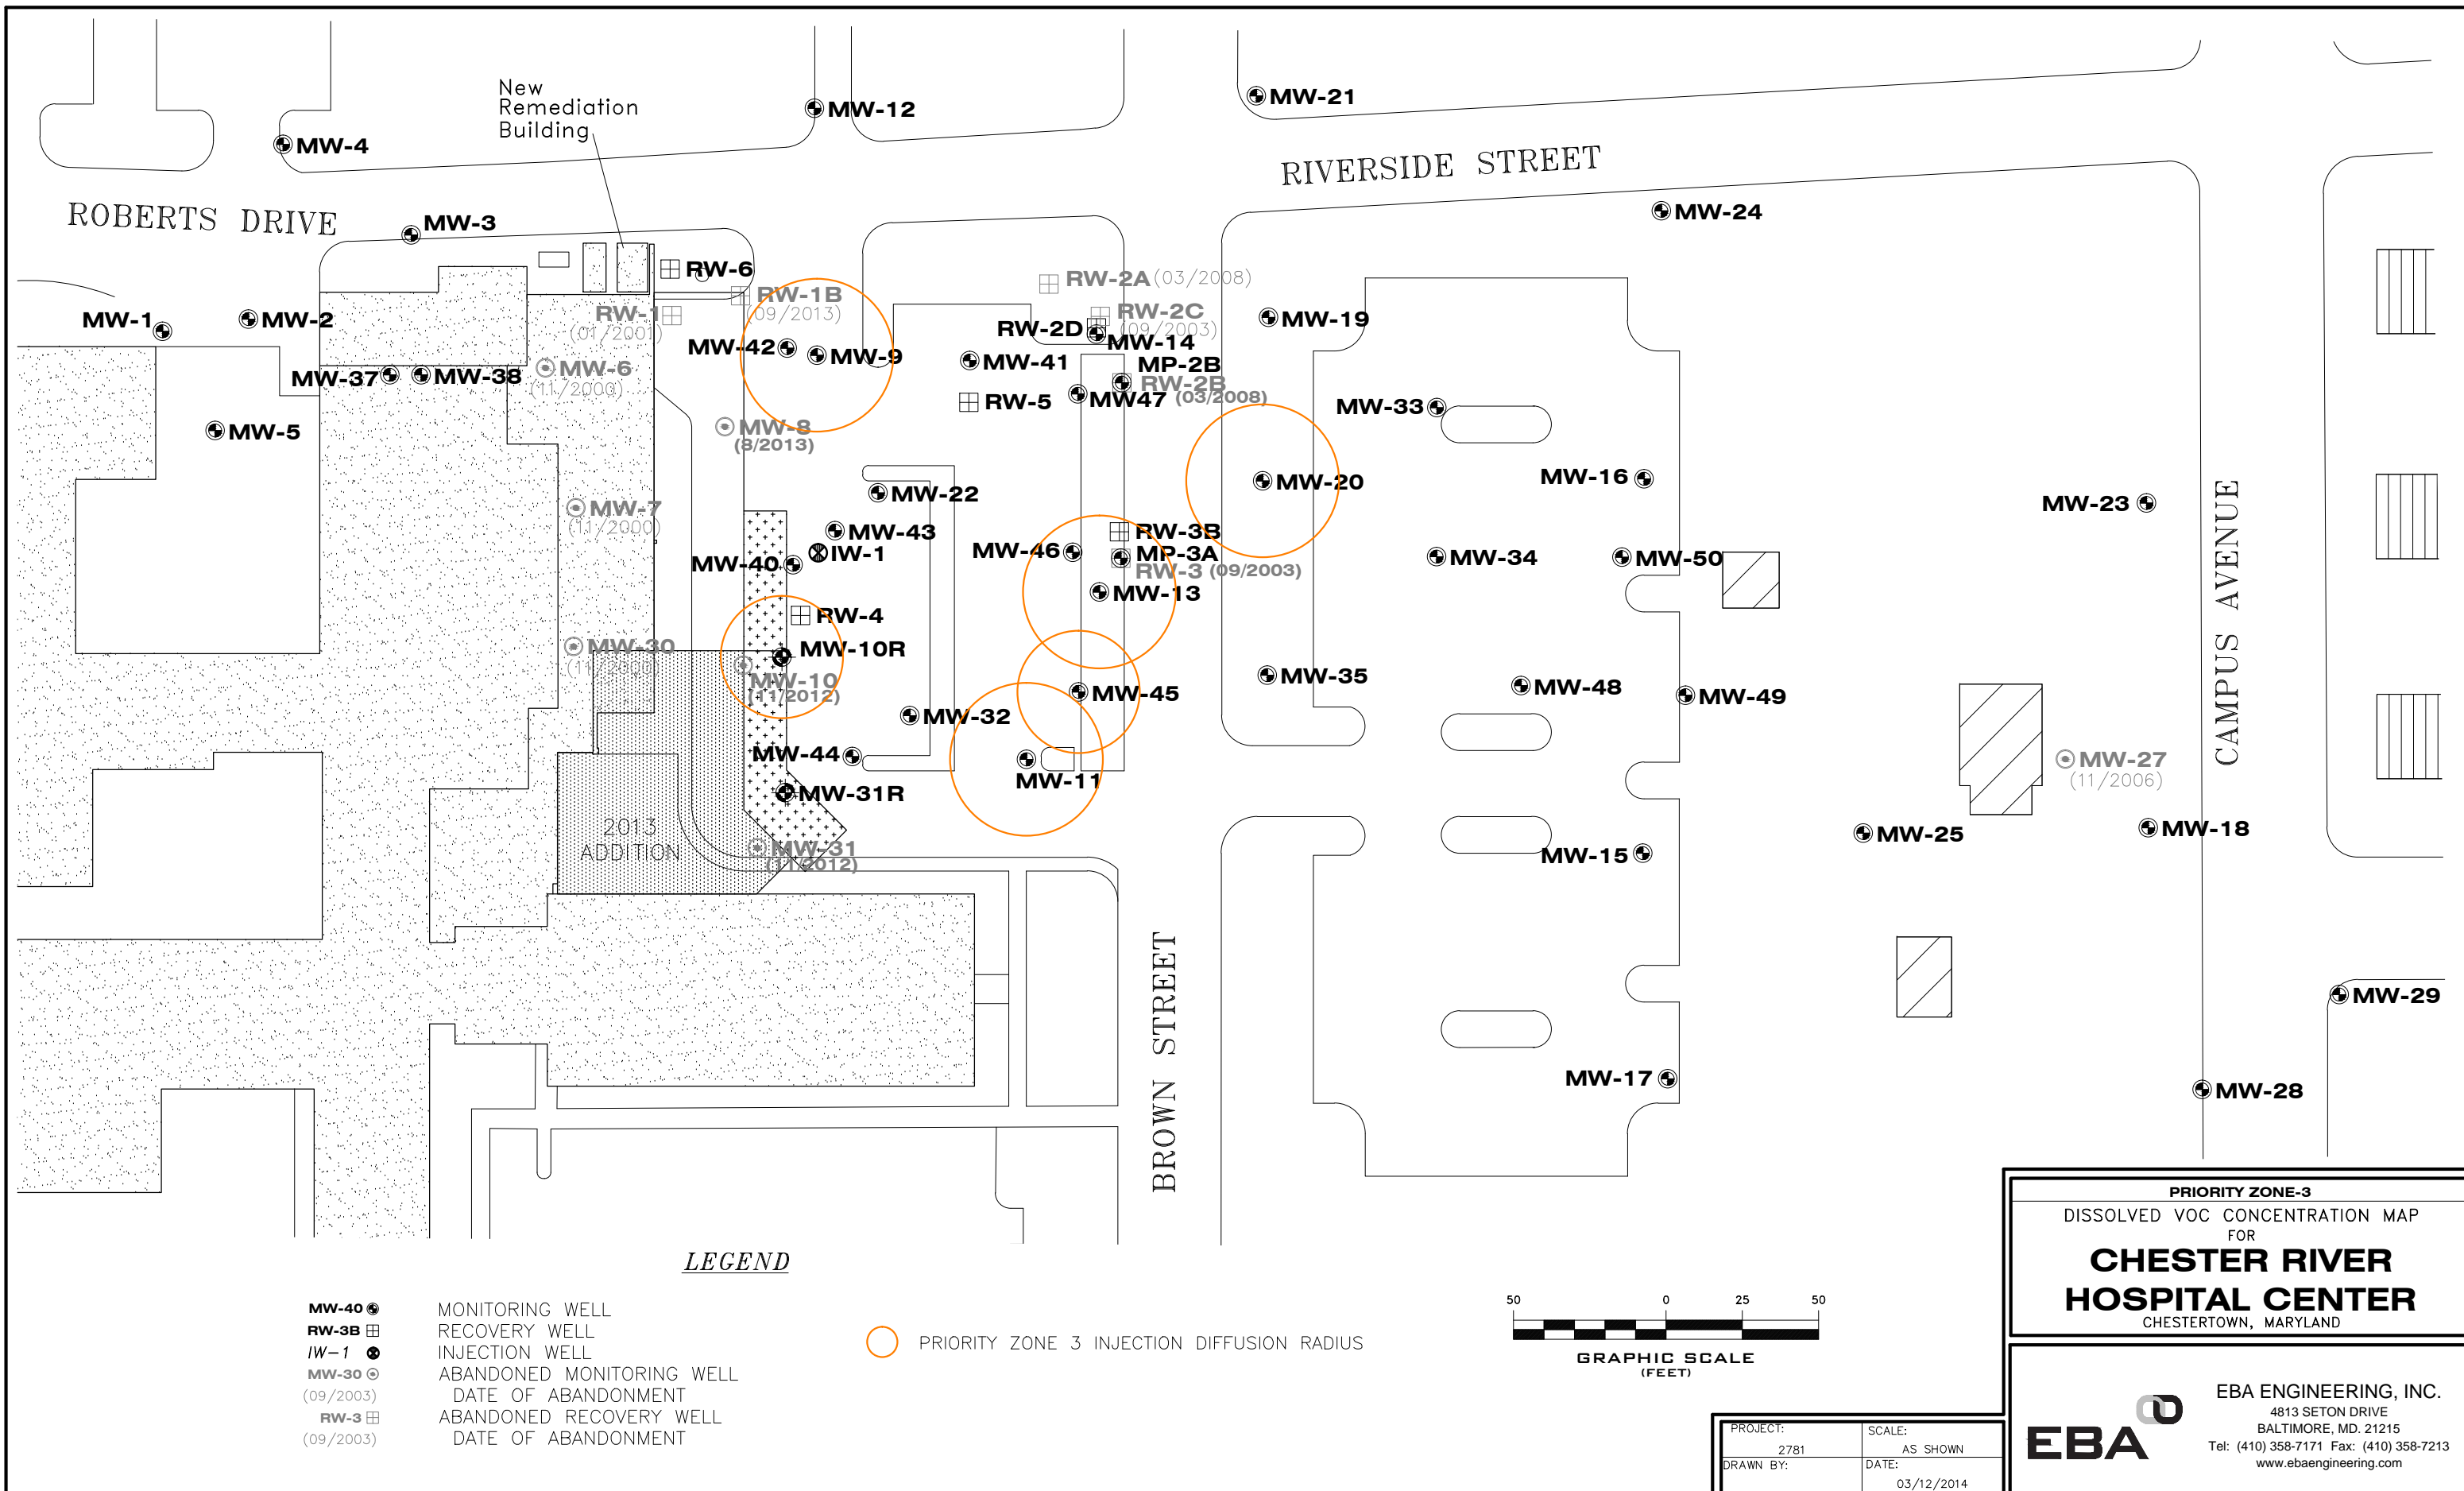 New
Remediation
Building
MW-12
MW-21
MW-4
RIVERSIDE STREET
ROBERTS DRIVE
MW-3
MW-24
RW-6
RW-2A (03/2008)
RW-1B
(09/2013)
RW-1
(01/2001)
RW-2C
(09/2003)
MW-1
MW-2
RW-2D
MW-14
MW-19
MW-42
MW-9
MW-41
MP-2B
RW-2B
(03/2008)
MW-37
MW-38
MW-6
(11/2000)
RW-5
MW47
MW-33
MW-5
MW-8
(8/2013)
MW-22
MW-20
MW-16
MW-23
MW-7
(11/2000)
MW-43
IW-1
MW-40
MW-46
RW-3B
MP-3A
RW-3 (09/2003)
MW-34
MW-50
CAMPUS AVENUE
MW-13
RW-4
MW-30
(11/2000)
MW-10R
MW-10
(11/2012)
MW-45
MW-35
MW-48
MW-49
MW-32
MW-44
MW-11
MW-31R
MW-27
(11/2006)
2013
ADDITION
MW-31
(11/2012)
MW-15
MW-25
MW-18
BROWN STREET
MW-29
MW-17
MW-28
LEGEND
MW-40 MONITORING WELL
RW-3B RECOVERY WELL
IW-1 INJECTION WELL
MW-30 ABANDONED MONITORING WELL
(09/2003) DATE OF ABANDONMENT
RW-3 ABANDONED RECOVERY WELL
(09/2003) DATE OF ABANDONMENT
PRIORITY ZONE 3 INJECTION DIFFUSION RADIUS
50 0 25 50
GRAPHIC SCALE
(FEET)
PRIORITY ZONE-3
DISSOLVED VOC CONCENTRATION MAP
FOR
CHESTER RIVER
HOSPITAL CENTER
CHESTERTOWN, MARYLAND
EBA
EBA ENGINEERING, INC.
4813 SETON DRIVE
BALTIMORE, MD. 21215
Tel: (410) 358-7171 Fax: (410) 358-7213
www.ebaengineering.com
PROJECT:
2781
SCALE:
AS SHOWN
DRAWN BY:
DATE:
03/12/2014